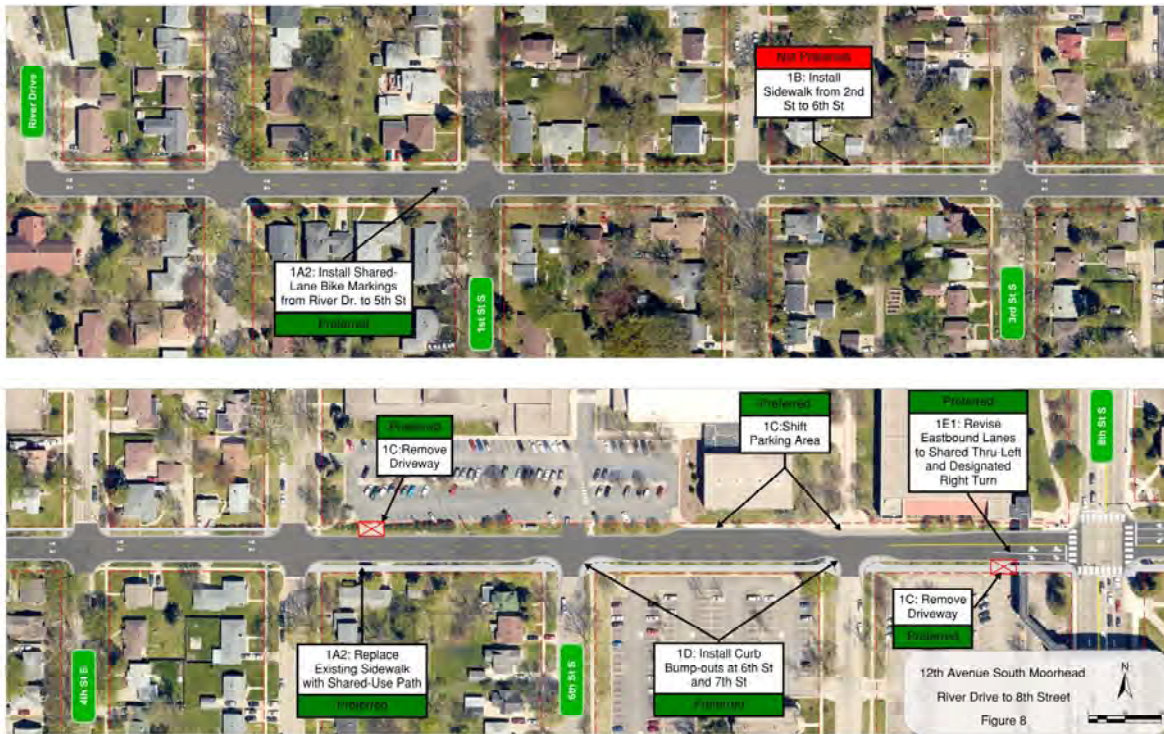 River Drive
Not Preferred
1B: Install
Sidewalk from 2nd
St to 6th St
1A2: Install Shared-
Lane Bike Markings
from River Dr. to 5th St
Preferred
1st St S
3rd St S
Preferred
1C:Remove
Driveway
Preferred
1C:Shift
Parking Area
Preferred
1E1: Revise
Eastbound Lanes
to Shared Thru-Left
and Designated
Right Turn
8th St S
4th St S
1A2: Replace
Existing Sidewalk
with Shared-Use Path
Preferred
6th St S
1D: Install Curb
Bump-outs at 6th St
and 7th St
Preferred
1C: Remove
Driveway
Preferred
12th Avenue South Moorhead
River Drive to 8th Street
Figure 8
N